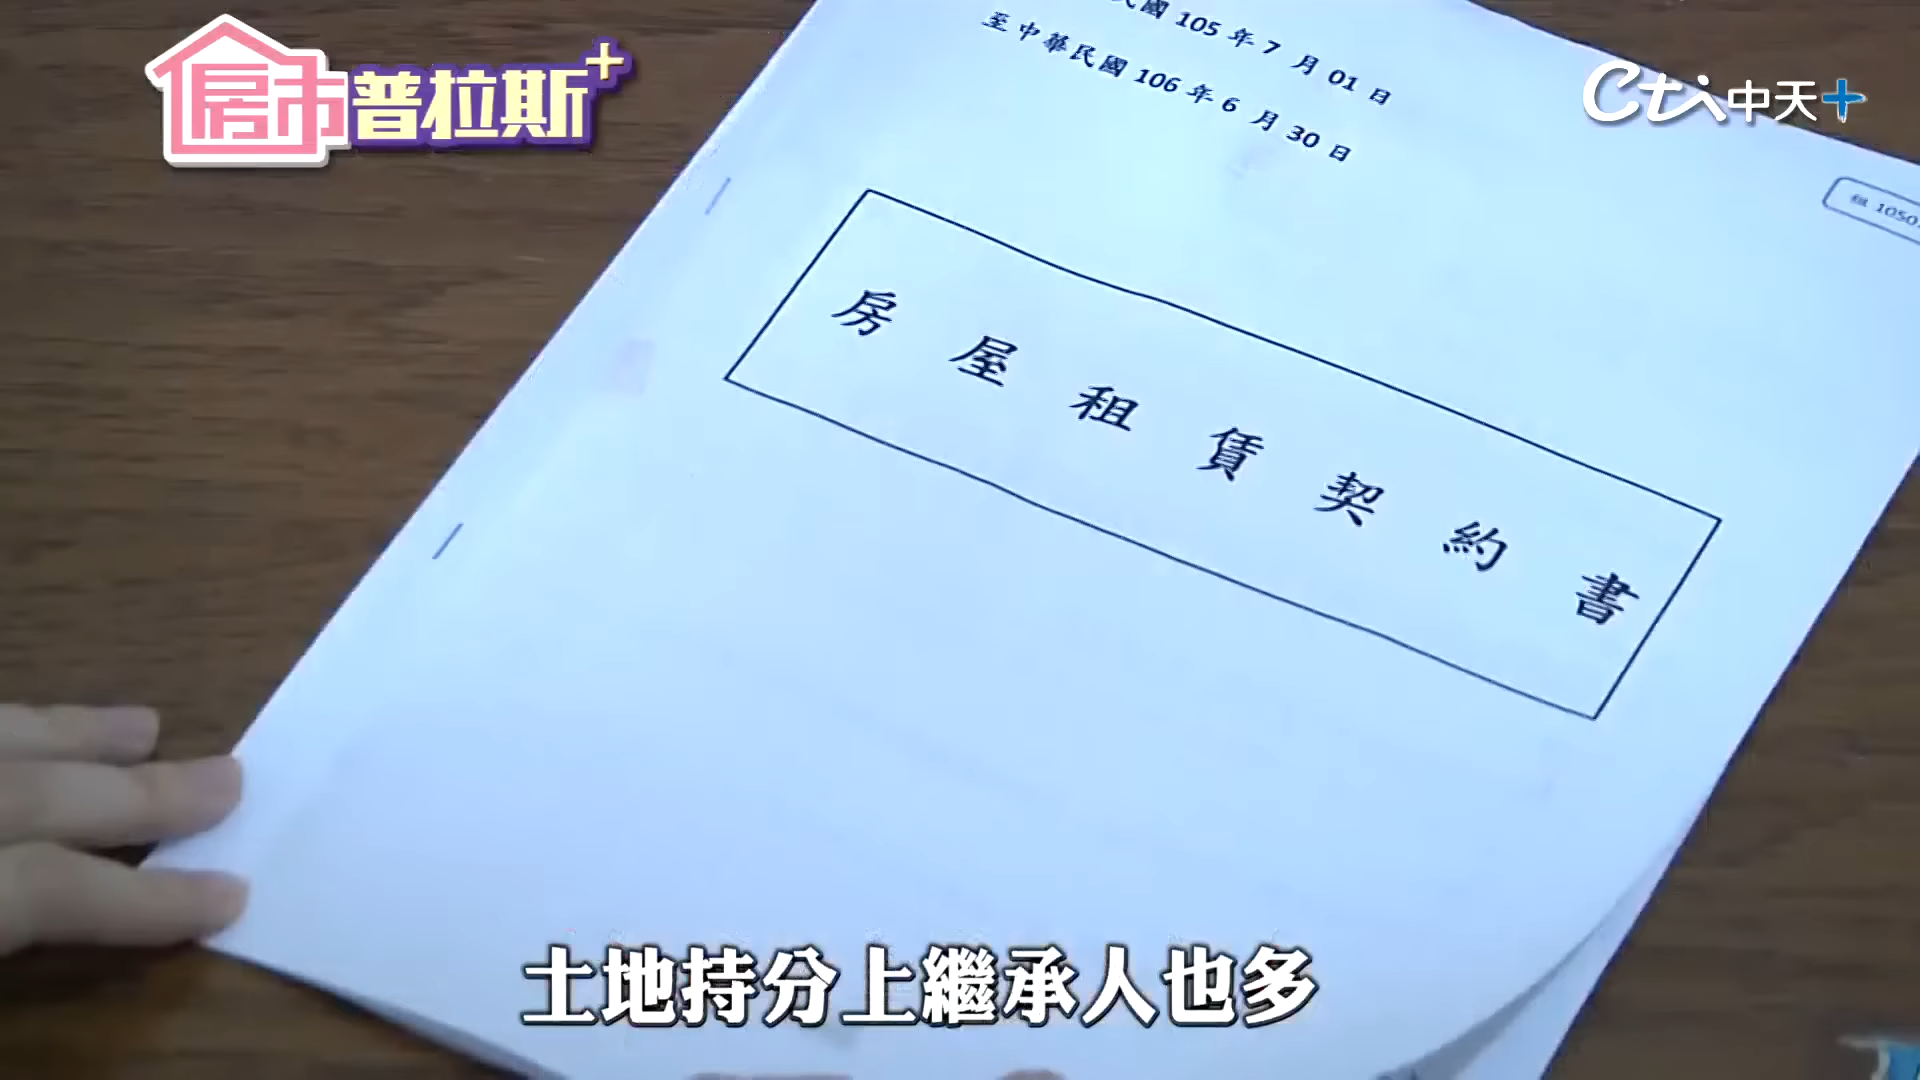 房市普拉斯+
民國 105 年 7 月 01 日
至中華民國 106 年 6 月 30 日
cti中天+
租 1050
房屋租賃契約書
土地持分上繼承人也多